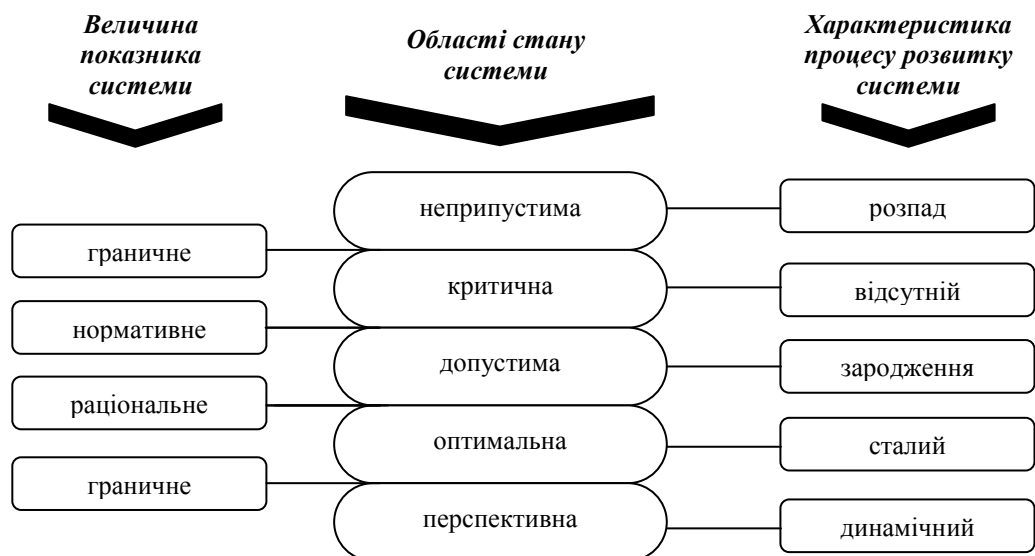 Величина
показника
системи
Області стану
системи
Характеристика
процесу розвитку
системи
неприпустима
розпад
граничне
критична
відсутній
нормативне
допустима
зародження
раціональне
оптимальна
сталий
граничне
перспективна
динамічний